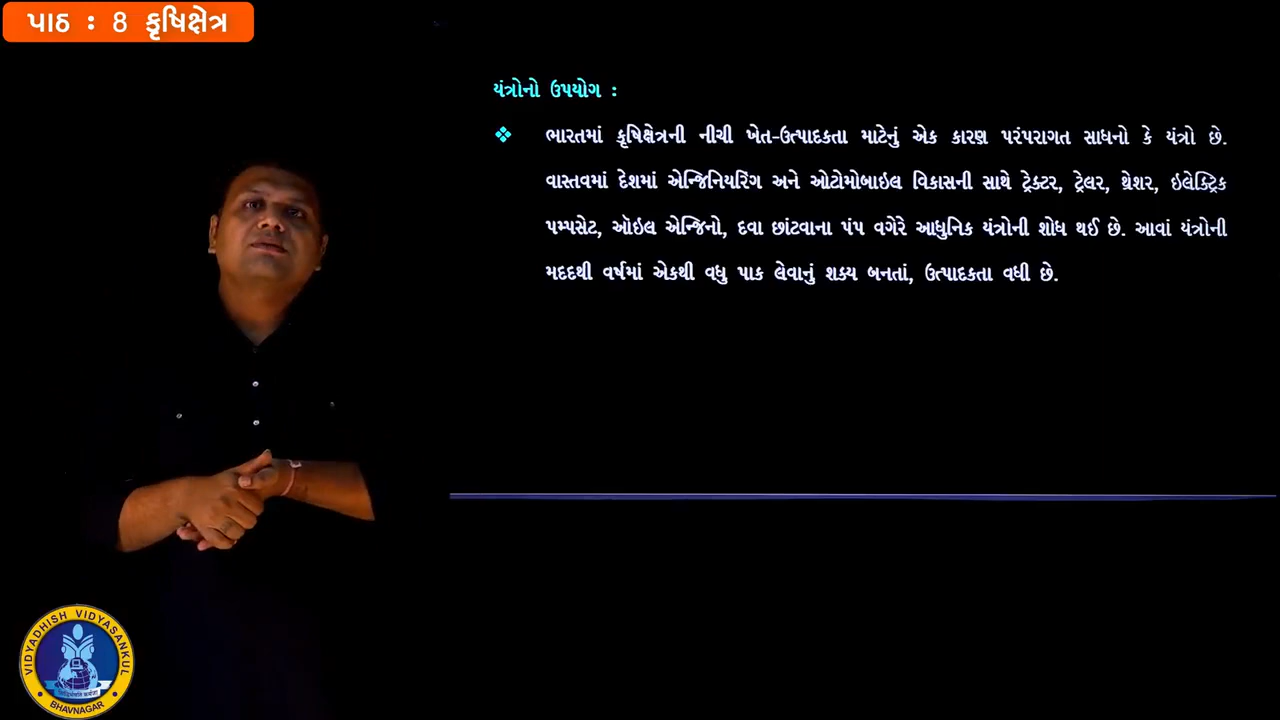 પાઠ : 8 કૃષિક્ષેત્ર
યંત્રોનો ઉપયોગ :
ભારતમાં કૃષિક્ષેત્રની નીચી ખેત-ઉત્પાદકતા માટેનું એક કારણ પરંપરાગત સાધનો કે યંત્રો છે.
વાસ્તવમાં દેશમાં એન્જિનિયરિંગ અને ઓટોમોબાઇલ વિકાસની સાથે ટ્રેક્ટર, ટ્રેલર, થ્રેશર, ઇલેક્ટ્રિક
પમ્પસેટ, ઑઇલ એન્જિનો, દવા છાંટવાના પંપ વગેરે આધુનિક યંત્રોની શોધ થઈ છે. આવાં યંત્રોની
મદદથી વર્ષમાં એકથી વધુ પાક લેવાનું શક્ય બનતાં, ઉત્પાદકતા વધી છે.
VIDYADHISH VIDYASANKUL
BHAVNAGAR